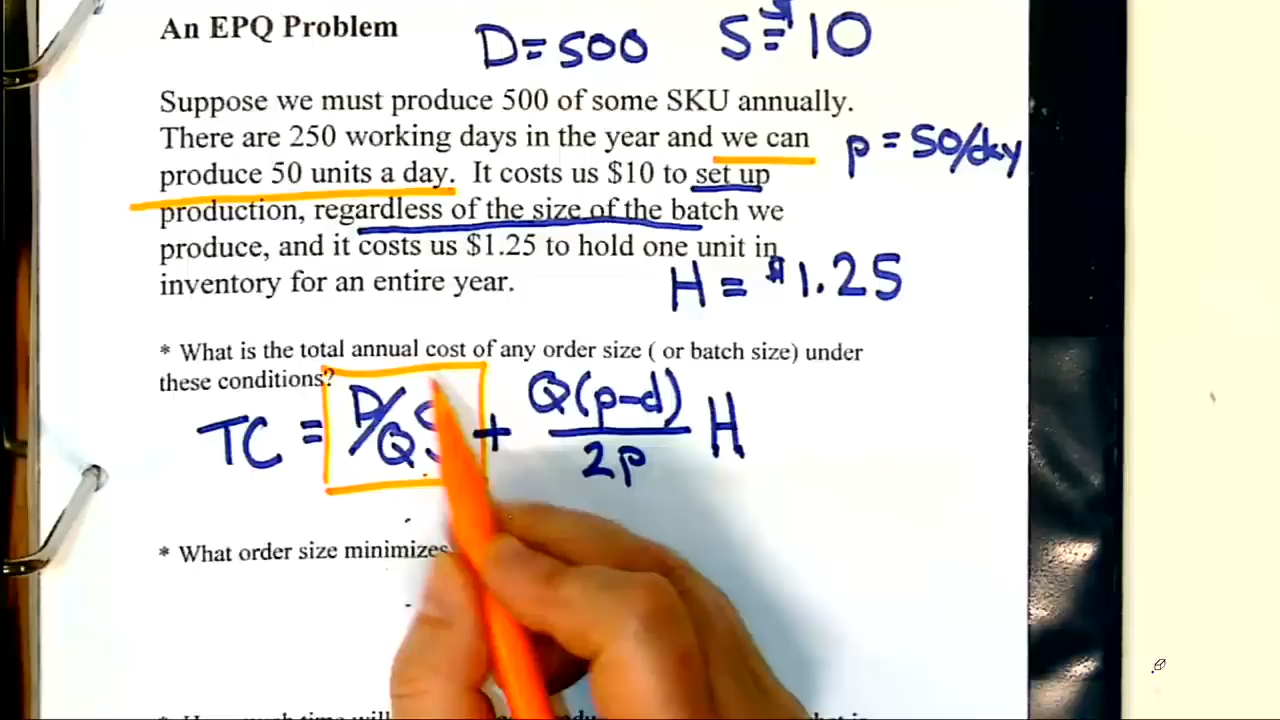 An EPQ Problem
D=500 S=$10
Suppose we must produce 500 of some SKU annually.
There are 250 working days in the year and we can
p = 50/day
produce 50 units a day. It costs us $10 to set up
production, regardless of the size of the batch we
produce, and it costs us $1.25 to hold one unit in
inventory for an entire year.
H = $1.25
* What is the total annual cost of any order size ( or batch size) under
these conditions?
TC = D/Q S + Q(p-d)/2p H
* What order size minimizes